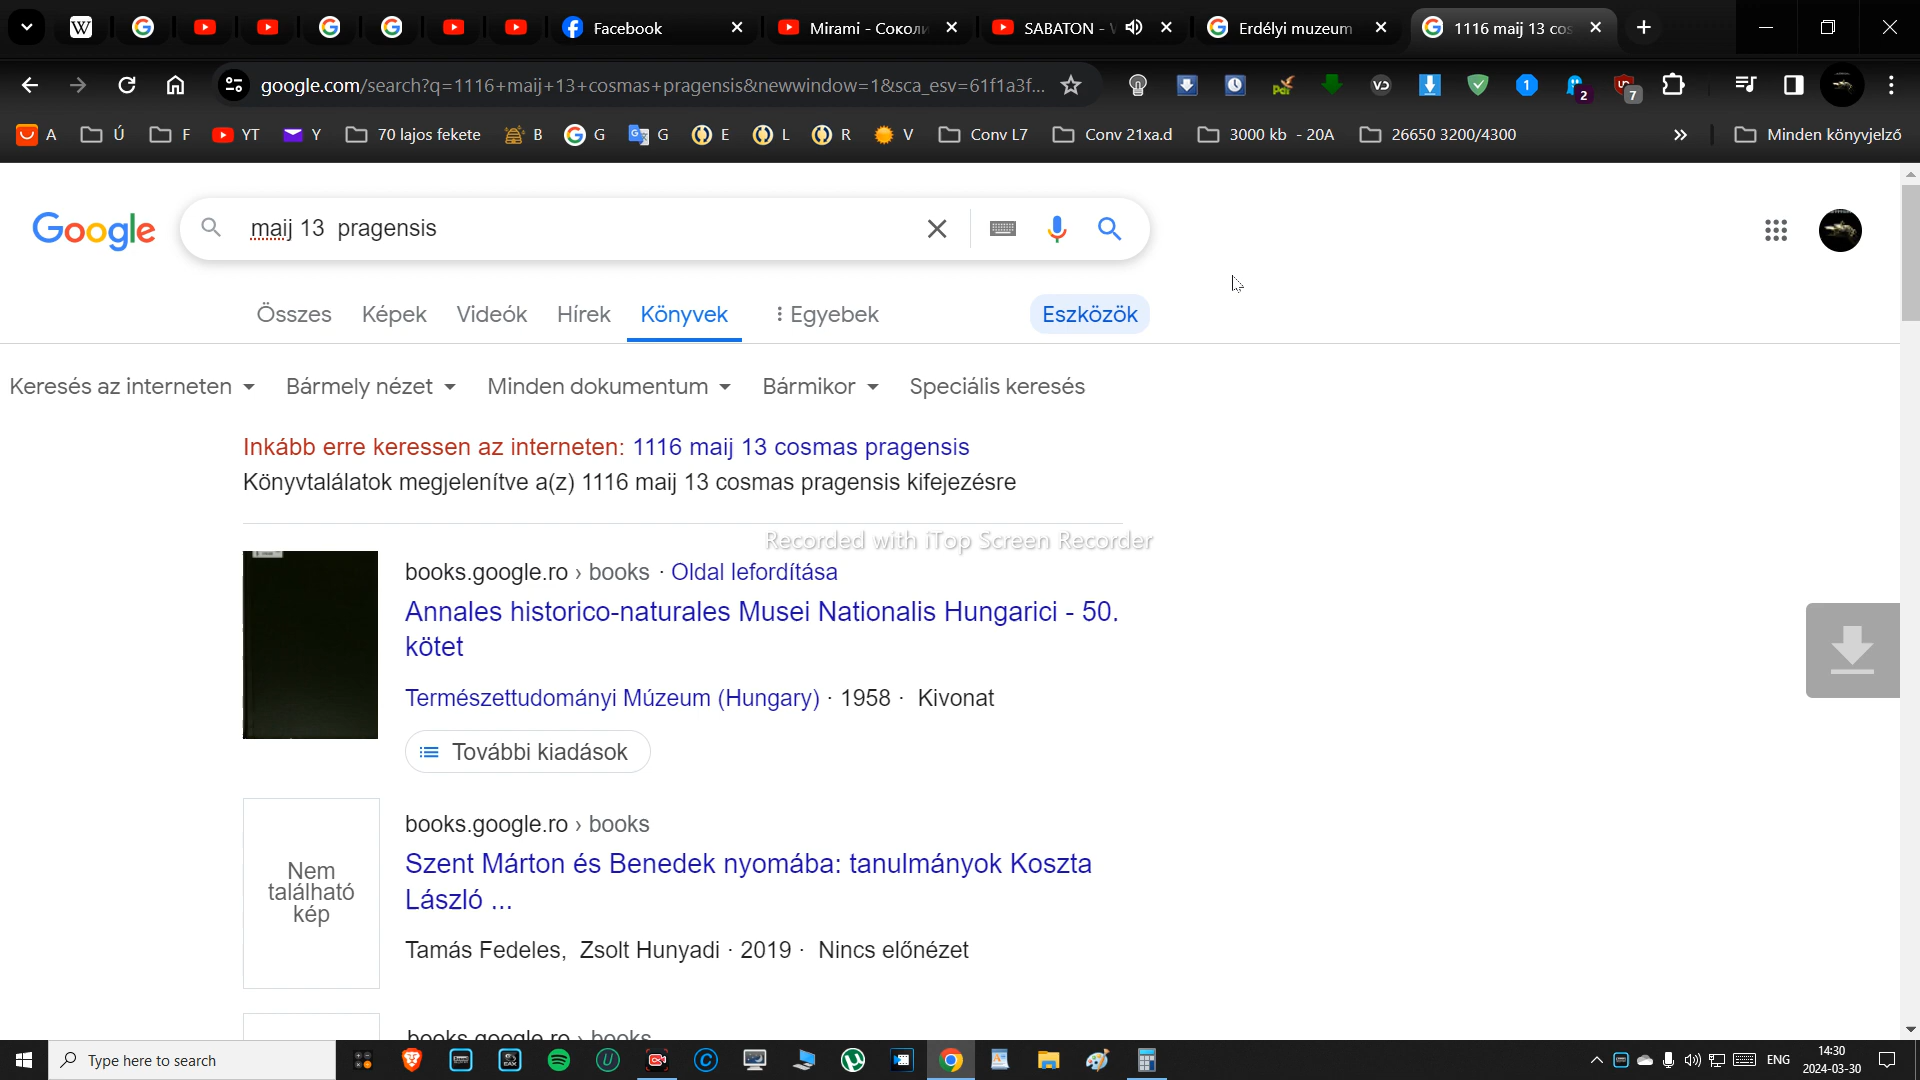 Facebook
Mirami - Соколи
SABATON - V
Erdélyi muzeum
1116 maij 13 cos
google.com/search?q=1116+maij+13+cosmas+pragensis&newwindow=1&sca_esv=61f1a3f...
2
7
A
Ú
F
YT
Y
70 lajos fekete
B
G
G
E
L
R
V
Conv L7
Conv 21xa.d
3000 kb - 20A
26650 3200/4300
»
Minden könyvjelző
Google
maij 13 pragensis
Összes
Képek
Videók
Hírek
Könyvek
Egyebek
Eszközök
Keresés az interneten
Bármely nézet
Minden dokumentum
Bármikor
Speciális keresés
Inkább erre keressen az interneten: 1116 maij 13 cosmas pragensis
Könyvtalálatok megjelenítve a(z) 1116 maij 13 cosmas pragensis kifejezésre
Recorded with iTop Screen Recorder
books.google.ro › books · Oldal lefordítása
Annales historico-naturales Musei Nationalis Hungarici - 50.
kötet
Természettudományi Múzeum (Hungary) · 1958 · Kivonat
További kiadások
Nem
található
kép
books.google.ro › books
Szent Márton és Benedek nyomába: tanulmányok Koszta
László ...
Tamás Fedeles, Zsolt Hunyadi · 2019 · Nincs előnézet
books.google.ro › books
Type here to search
ENG
14:30
2024-03-30